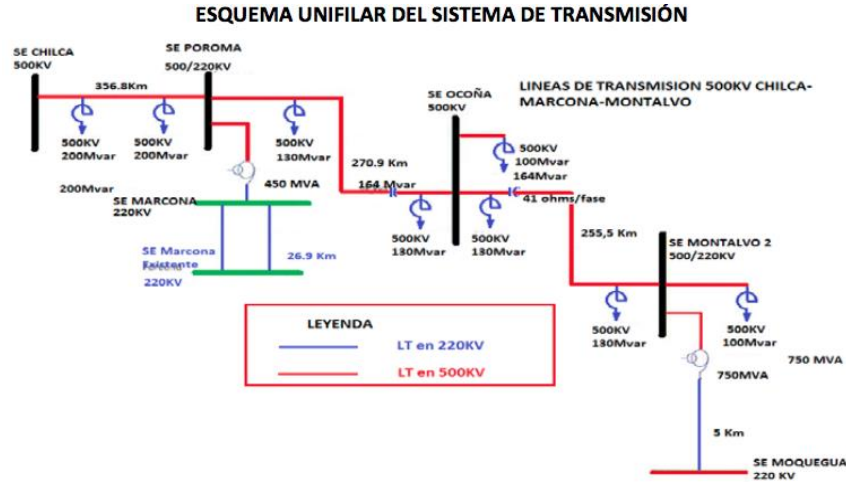 ESQUEMA UNIFILAR DEL SISTEMA DE TRANSMISIÓN
SE CHILCA
500KV
SE POROMA
500/220KV
356.8Km
500KV
200Mvar
500KV
200Mvar
500KV
130Mvar
SE OCOÑA
500KV
LINEAS DE TRANSMISION 500KV CHILCA-
MARCONA-MONTALVO
500KV
100Mvar
164Mvar
270.9 Km
164 Mvar
41 ohms/fase
200Mvar
450 MVA
SE MARCONA
220KV
500KV
130Mvar
500KV
130Mvar
255,5 Km
SE MONTALVO 2
500/220KV
SE Marcona
Existente
220KV
26.9 Km
LEYENDA
LT en 220KV
LT en 500KV
500KV
130Mvar
500KV
100Mvar
750 MVA
750MVA
5 Km
SE MOQUEGUA
220 KV